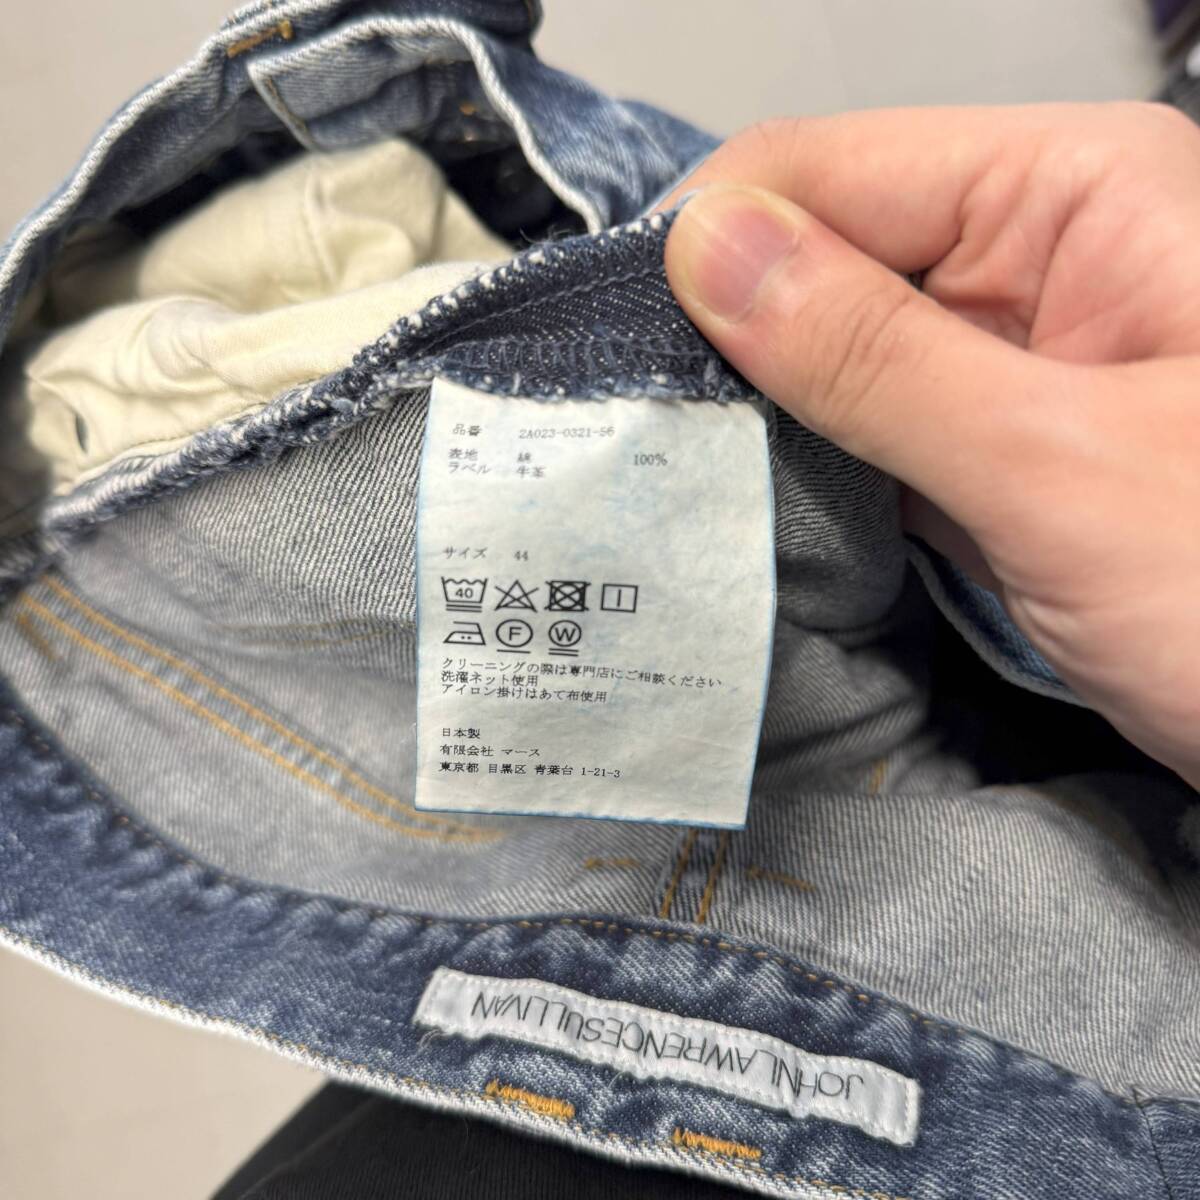 品番 2A023-0321-56
表地 綿 100%
ラベル 牛革
サイズ 44
40
F W
クリーニングの際は専門店にご相談ください
洗濯ネット使用
アイロン掛けはあて布使用
日本製
有限会社 マース
東京都 目黒区 青葉台 1-21-3
JOHNLAWRENCESULLIVAN